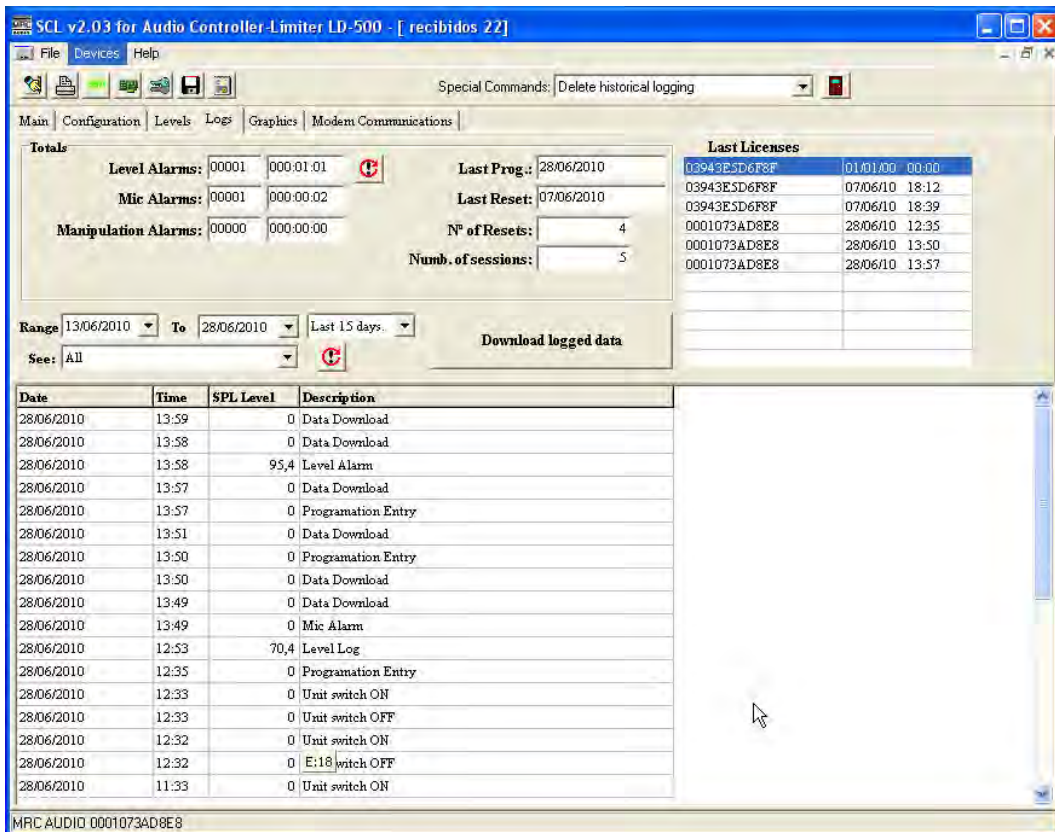 SCL v2.03 for Audio Controller-Limiter LD-500 - [ recibidos 22]
File Devices Help
Special Commands: Delete historical logging
Main Configuration Levels Logs Graphics Modem Communications
Totals
Level Alarms: 00001 000:01:01
Mic Alarms: 00001 000:00:02
Manipulation Alarms: 00000 000:00:00
Last Prog.: 28/06/2010
Last Reset: 07/06/2010
Nº of Resets: 4
Numb. of sessions: 5
Last Licenses
03943E5D6F8F 01/01/00 00:00
03943E5D6F8F 07/06/10 18:12
03943E5D6F8F 07/06/10 18:39
0001073AD8E8 28/06/10 12:35
0001073AD8E8 28/06/10 13:50
0001073AD8E8 28/06/10 13:57
Range 13/06/2010 To 28/06/2010 Last 15 days.
See: All
Download logged data
Date Time SPL Level Description
28/06/2010 13:59 0 Data Download
28/06/2010 13:58 0 Data Download
28/06/2010 13:58 95,4 Level Alarm
28/06/2010 13:57 0 Data Download
28/06/2010 13:57 0 Programation Entry
28/06/2010 13:51 0 Data Download
28/06/2010 13:50 0 Programation Entry
28/06/2010 13:50 0 Data Download
28/06/2010 13:49 0 Data Download
28/06/2010 13:49 0 Mic Alarm
28/06/2010 12:53 70,4 Level Log
28/06/2010 12:35 0 Programation Entry
28/06/2010 12:33 0 Unit switch ON
28/06/2010 12:33 0 Unit switch OFF
28/06/2010 12:32 0 Unit switch ON
28/06/2010 12:32 0 E:18 witch OFF
28/06/2010 11:33 0 Unit switch ON
MRC AUDIO 0001073AD8E8